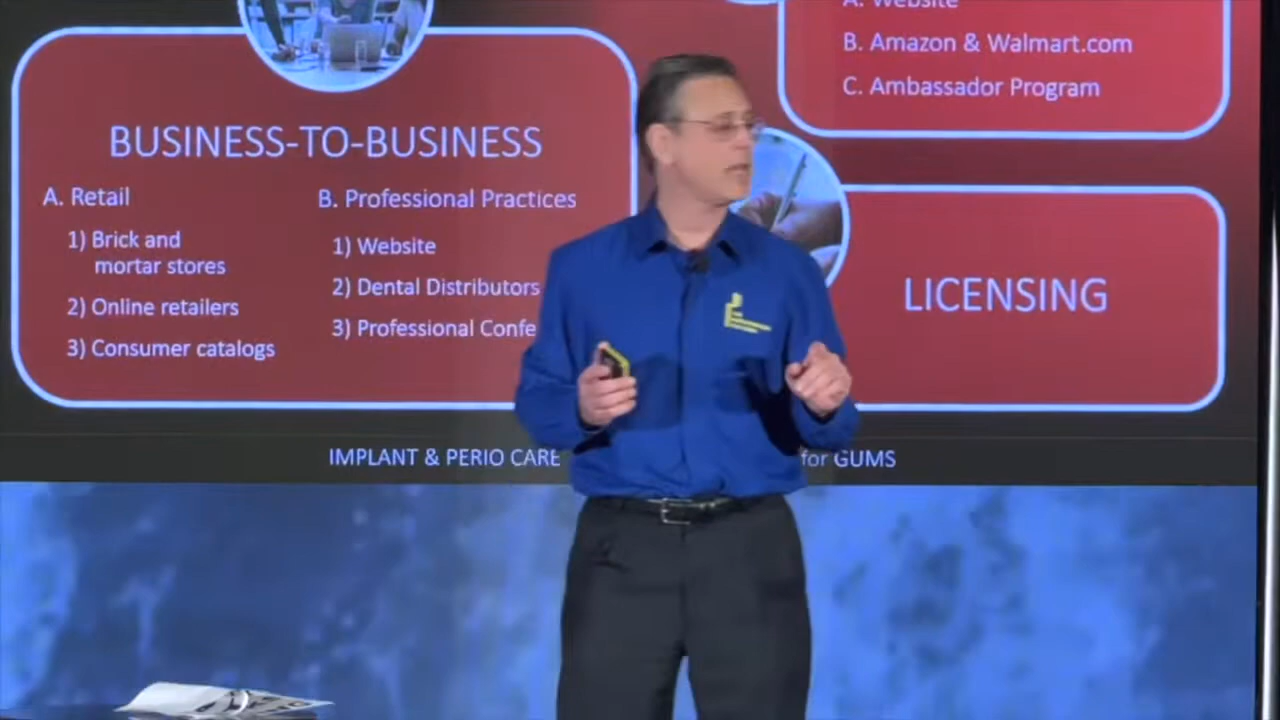 A. Website
B. Amazon & Walmart.com
C. Ambassador Program
BUSINESS-TO-BUSINESS
A. Retail
1) Brick and
mortar stores
2) Online retailers
3) Consumer catalogs
B. Professional Practices
1) Website
2) Dental Distributors
3) Professional Confe
LICENSING
IMPLANT & PERIO CARE
for GUMS